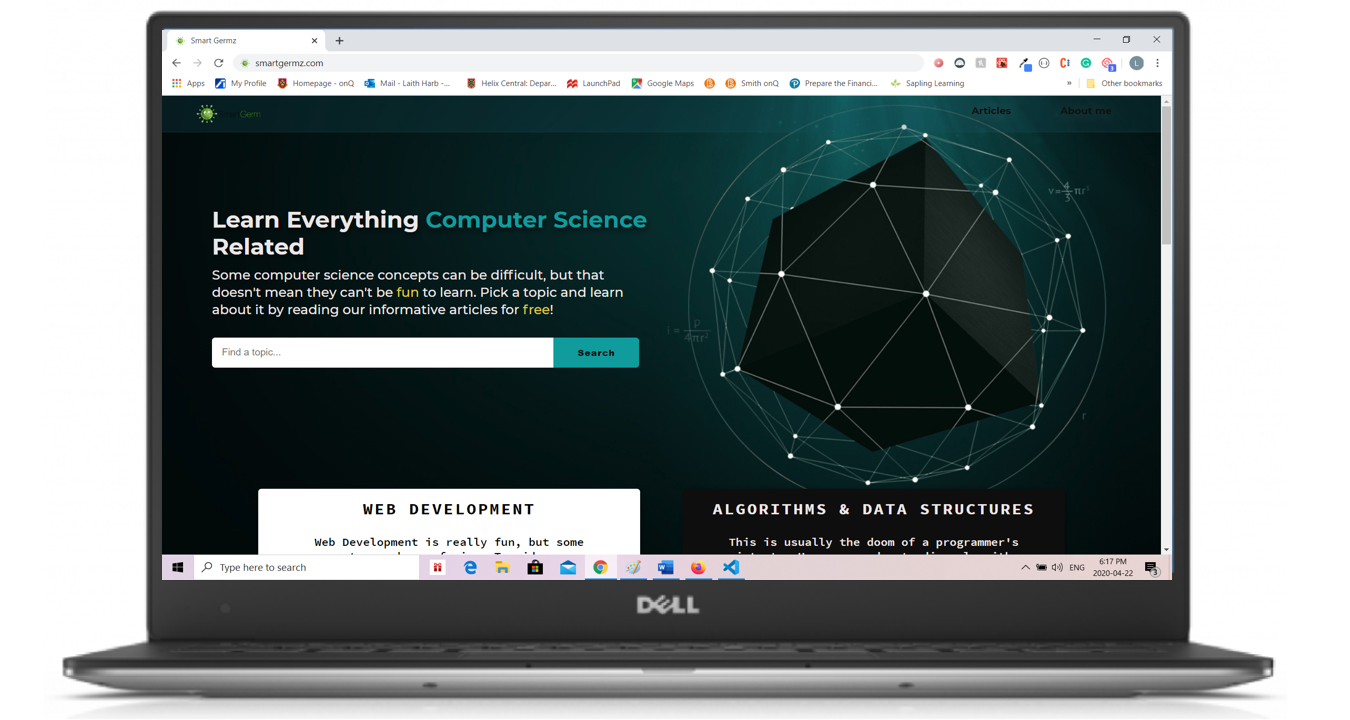 Smart Germz
smartgermz.com
Apps My Profile Homepage - onQ Mail - Laith Harb -... Helix Central: Depar... LaunchPad Google Maps Smith onQ Prepare the Financi... Sapling Learning » Other bookmarks
Germ Articles About me
Learn Everything Computer Science
Related
Some computer science concepts can be difficult, but that
doesn't mean they can't be fun to learn. Pick a topic and learn
about it by reading our informative articles for free!
Find a topic... Search
v=4/3 πr³
4πr²
r
WEB DEVELOPMENT
Web Development is really fun, but some
ALGORITHMS & DATA STRUCTURES
This is usually the doom of a programmer's
Type here to search
ENG
6:17 PM
2020-04-22
3
DELL